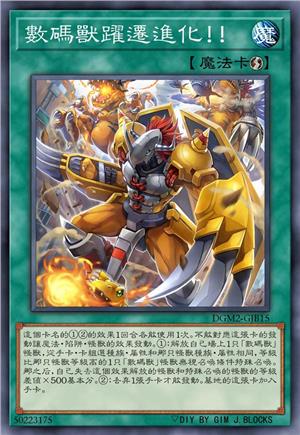 數碼獸躍遷進化!!
魔
【魔法卡】
DGM2-GJB15
這個卡名的①②的效果1回合各能使用1次。不能對應這張卡的發
動讓魔法·陷阱·怪獸的效果發動。①:解放自己場上1只「數碼獸」
怪獸,從手卡·卡組選種族·屬性和那只怪獸種族·屬性相同,等級
比那只怪獸等級高的1只「數碼獸」怪獸無視召喚條件特殊召喚。
那之後,自己失去這個效果解放的怪獸和特殊召喚的怪獸的等級
差值×500基本分。②:丟棄1張手卡才能發動。墓地的這張卡加入
手卡。
50223175
DIY BY GIM J.BLOCKS